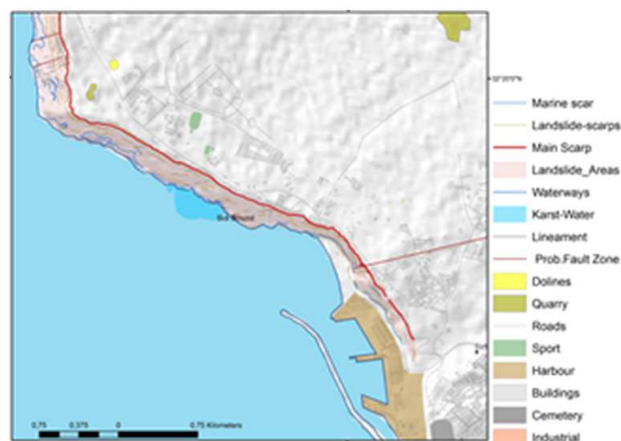 Marine scar
Landslide-scarps
Main Scarp
Landslide_Areas
Waterways
Karst-Water
Lineament
Prob.Fault Zone
Dolines
Quarry
Roads
Sport
Harbour
Buildings
Cemetery
Industrial
0,75 0,375 0 0,75 Kilometers